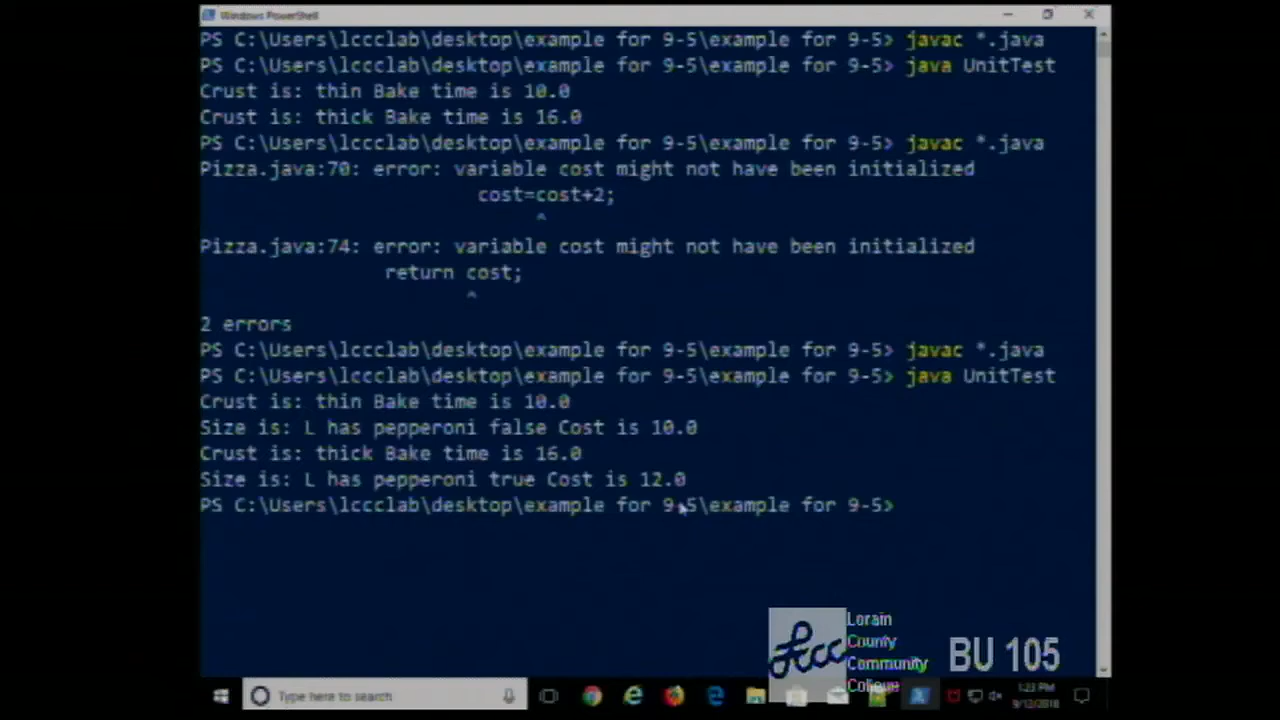 Windows PowerShell
PS C:\Users\lccclab\desktop\example for 9-5\example for 9-5> javac *.java
PS C:\Users\lccclab\desktop\example for 9-5\example for 9-5> java UnitTest
Crust is: thin Bake time is 10.0
Crust is: thick Bake time is 16.0
PS C:\Users\lccclab\desktop\example for 9-5\example for 9-5> javac *.java
Pizza.java:70: error: variable cost might not have been initialized
cost=cost+2;
^
Pizza.java:74: error: variable cost might not have been initialized
return cost;
^
2 errors
PS C:\Users\lccclab\desktop\example for 9-5\example for 9-5> javac *.java
PS C:\Users\lccclab\desktop\example for 9-5\example for 9-5> java UnitTest
Crust is: thin Bake time is 10.0
Size is: L has pepperoni false Cost is 10.0
Crust is: thick Bake time is 16.0
Size is: L has pepperoni true Cost is 12.0
PS C:\Users\lccclab\desktop\example for 9-5\example for 9-5>
lccc
Lorain
County
Community
College
BU 105
Type here to search
1:23 PM
9/12/2018